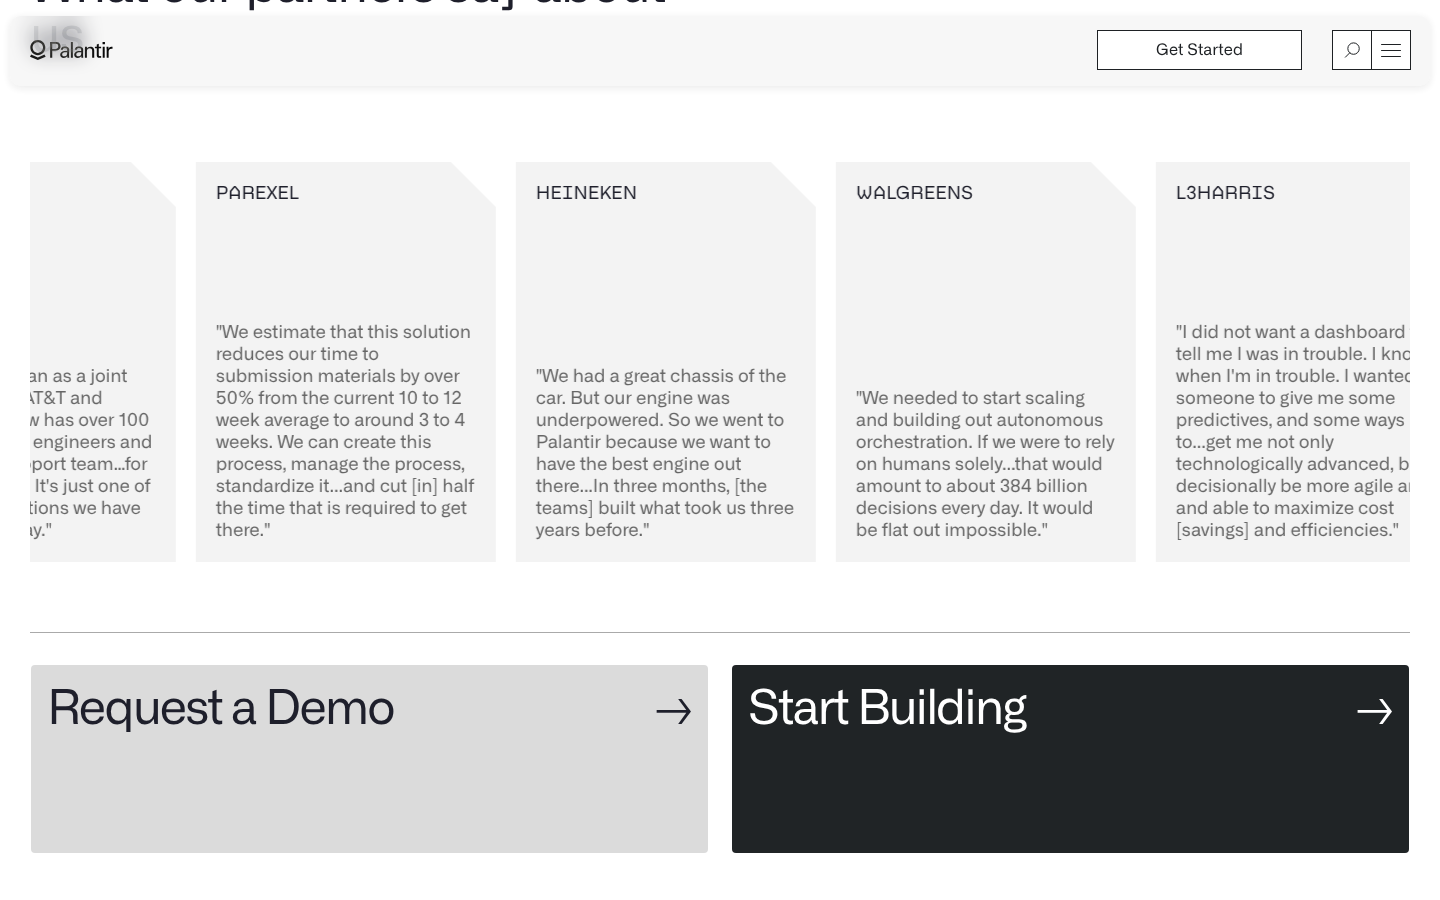 What our partners say about
us
Palantir
Get Started
an as a joint
AT&T and
has over 100
engineers and
team...for
It's just one of
we have
PAREXEL
"We estimate that this solution
reduces our time to
submission materials by over
50% from the current 10 to 12
week average to around 3 to 4
weeks. We can create this
process, manage the process,
standardize it...and cut [in] half
the time that is required to get
there."
HEINEKEN
"We had a great chassis of the
car. But our engine was
underpowered. So we went to
Palantir because we want to
have the best engine out
there...In three months, [the
teams] built what took us three
years before."
WALGREENS
"We needed to start scaling
and building out autonomous
orchestration. If we were to rely
on humans solely...that would
amount to about 384 billion
decisions every day. It would
be flat out impossible."
L3HARRIS
"I did not want a dashboard
tell me I was in trouble. I
when I'm in trouble. I wanted
someone to give me some
predictives, and some ways
to...get me not only
technologically advanced,
decisionally be more agile
and able to maximize cost
[savings] and efficiencies."
Request a Demo
Start Building